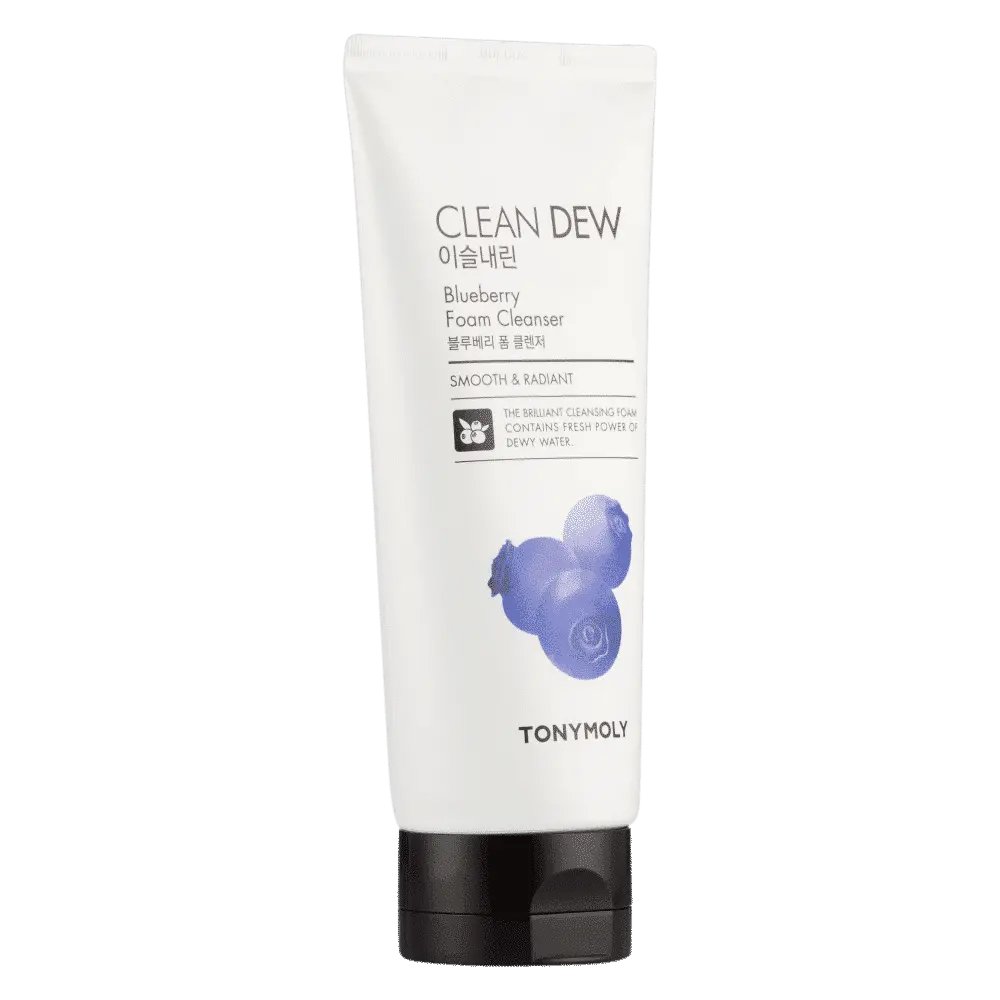 CLEAN DEW
이슬내린
Blueberry
Foam Cleanser
블루베리 폼 클렌저
SMOOTH & RADIANT
THE BRILLIANT CLEANSING FOAM
CONTAINS FRESH POWER OF
DEWY WATER.
TONYMOLY